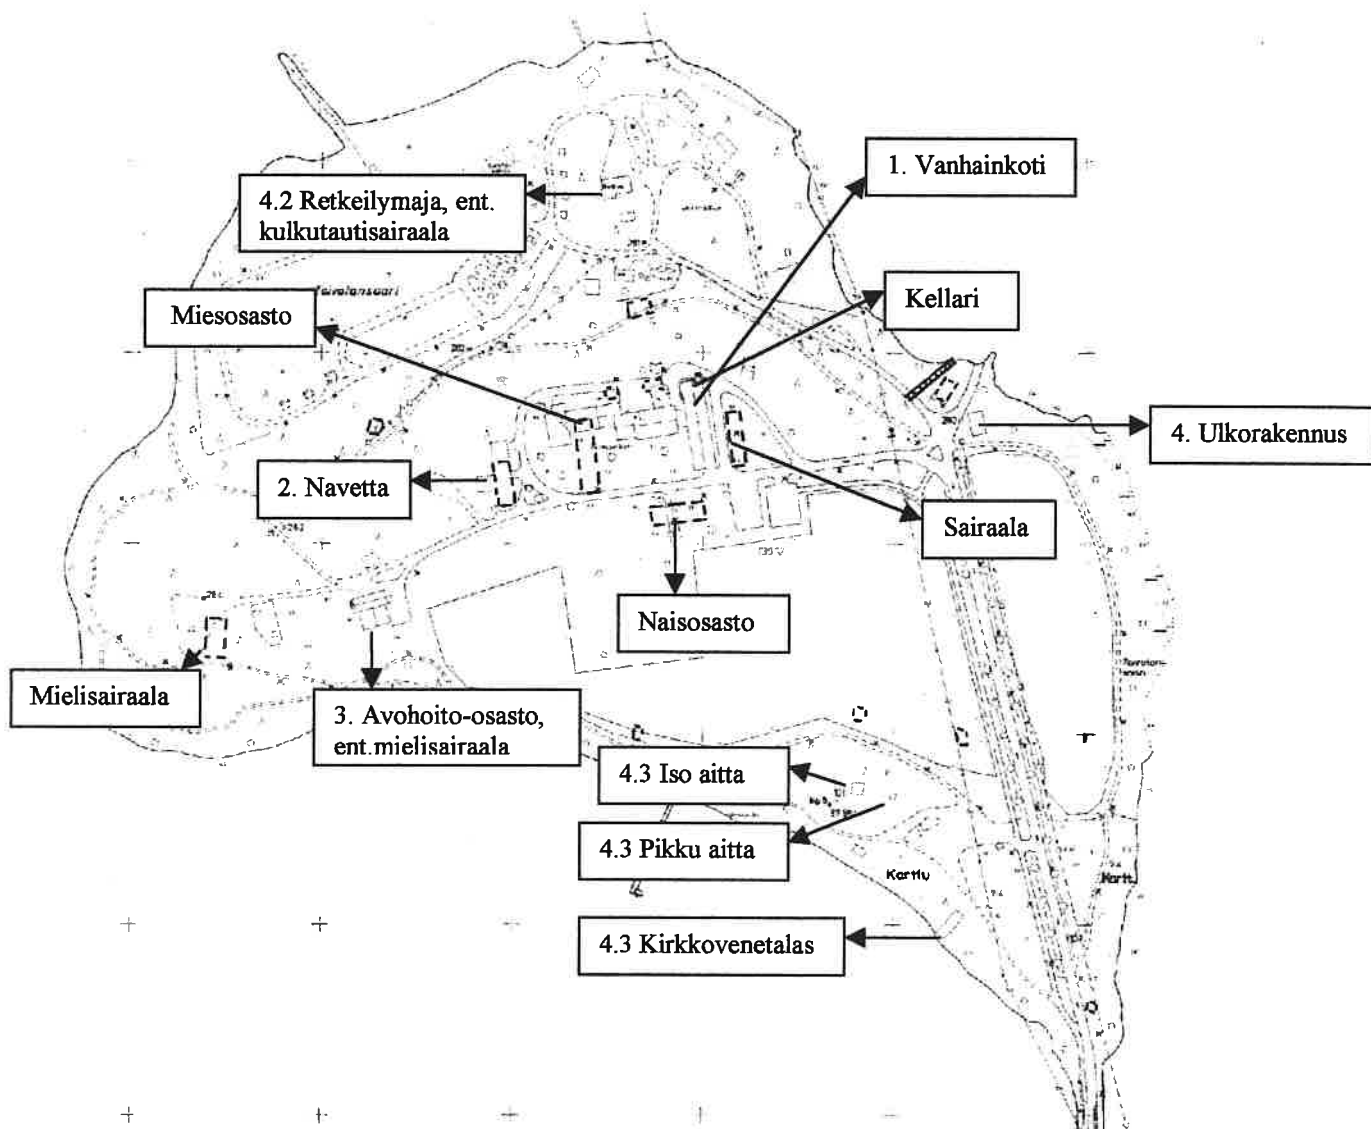 1. Vanhainkoti
4.2 Retkeilymaja, ent.
kulkutautisairaala
Kellari
Miesosasto
4. Ulkorakennus
2. Navetta
Sairaala
Naisosasto
Mielisairaala
3. Avohoito-osasto,
ent.mielisairaala
4.3 Iso aitta
4.3 Pikku aitta
Karttu
4.3 Kirkkovenetalas